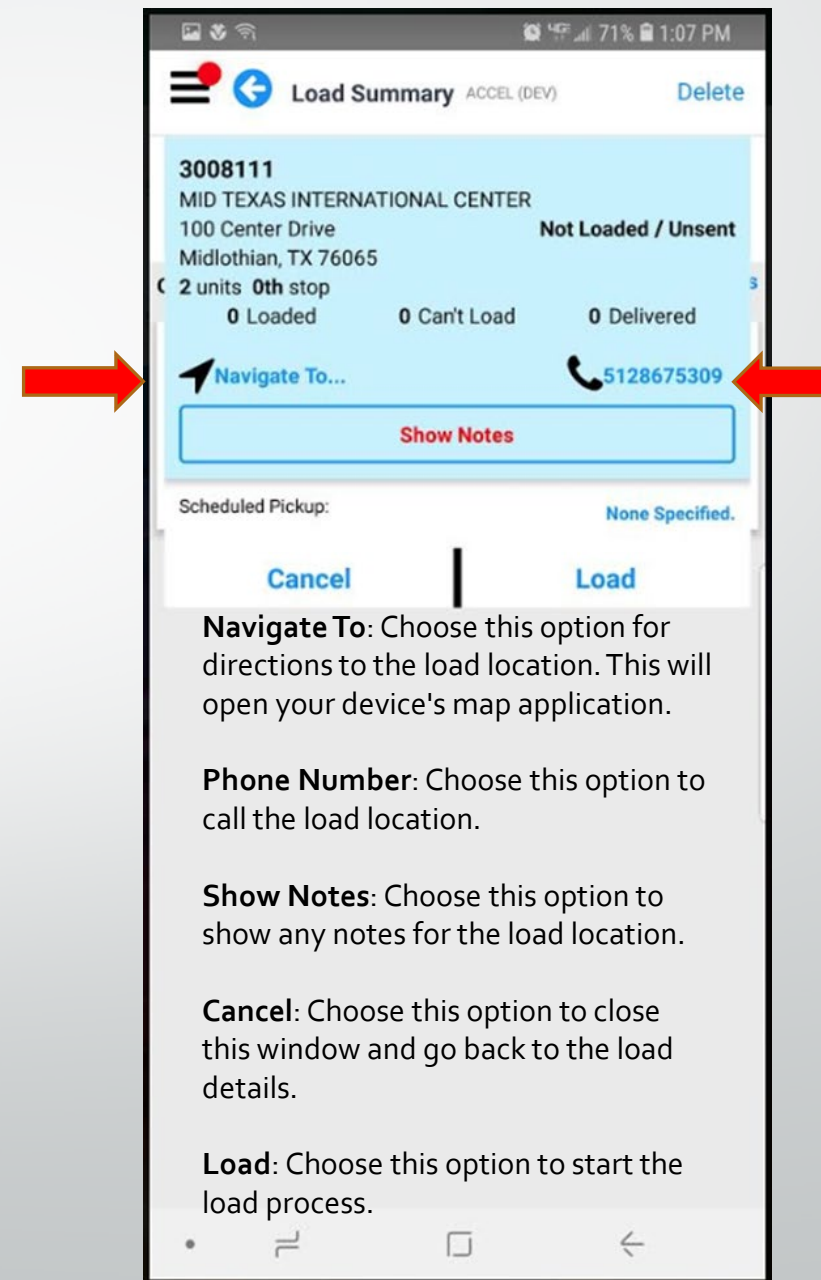 4GE 71% 1:07 PM
Load Summary ACCEL (DEV) Delete
3008111
MID TEXAS INTERNATIONAL CENTER
100 Center Drive Not Loaded / Unsent
Midlothian, TX 76065
2 units 0th stop
0 Loaded 0 Can't Load 0 Delivered
Navigate To... 5128675309
Show Notes
Scheduled Pickup: None Specified.
Cancel Load
Navigate To: Choose this option for
directions to the load location. This will
open your device's map application.
Phone Number: Choose this option to
call the load location.
Show Notes: Choose this option to
show any notes for the load location.
Cancel: Choose this option to close
this window and go back to the load
details.
Load: Choose this option to start the
load process.